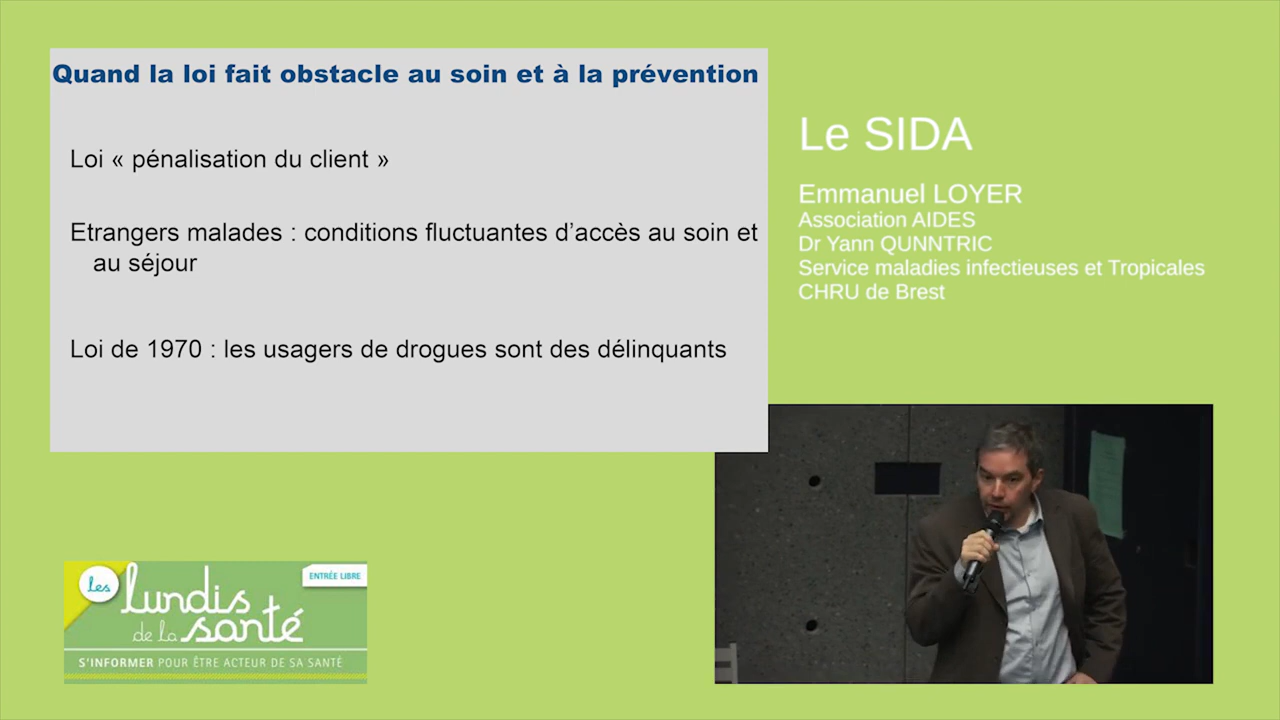 Quand la loi fait obstacle au soin et à la prévention
Loi « pénalisation du client »
Etrangers malades : conditions fluctuantes d’accès au soin et
au séjour
Loi de 1970 : les usagers de drogues sont des délinquants
Le SIDA
Emmanuel LOYER
Association AIDES
Dr Yann QUNNTRIC
Service maladies infectieuses et Tropicales
CHRU de Brest
les
ENTRÉE LIBRE
lundis
de la santé
S'INFORMER POUR ÊTRE ACTEUR DE SA SANTÉ